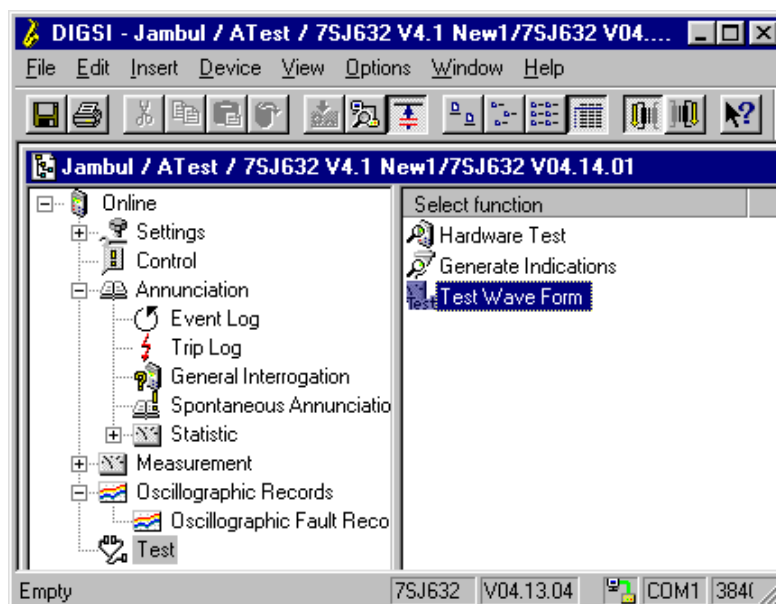 DIGSI - Jambul / ATest / 7SJ632 V4.1 New1/7SJ632 V04....
File Edit Insert Device View Options Window Help
Jambul / ATest / 7SJ632 V4.1 New1/7SJ632 V04.14.01
Online
Settings
Control
Annunciation
Event Log
Trip Log
General Interrogation
Spontaneous Annunciatio
Statistic
Measurement
Oscillographic Records
Oscillographic Fault Reco
Test
Select function
Hardware Test
Generate Indications
Test Wave Form
Empty 7SJ632 V04.13.04 COM1